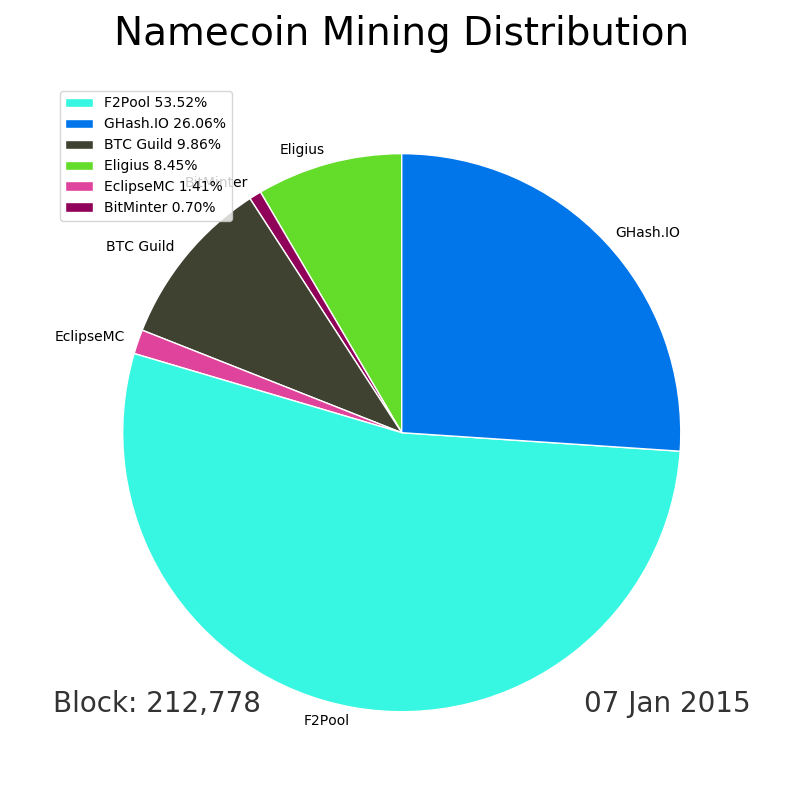 Namecoin Mining Distribution
F2Pool 53.52%
GHash.IO 26.06%
BTC Guild 9.86%
Eligius 8.45%
EclipseMC 1.41%
BitMinter 0.70%
Eligius
BitMinter
GHash.IO
BTC Guild
EclipseMC
Block: 212,778
07 Jan 2015
F2Pool